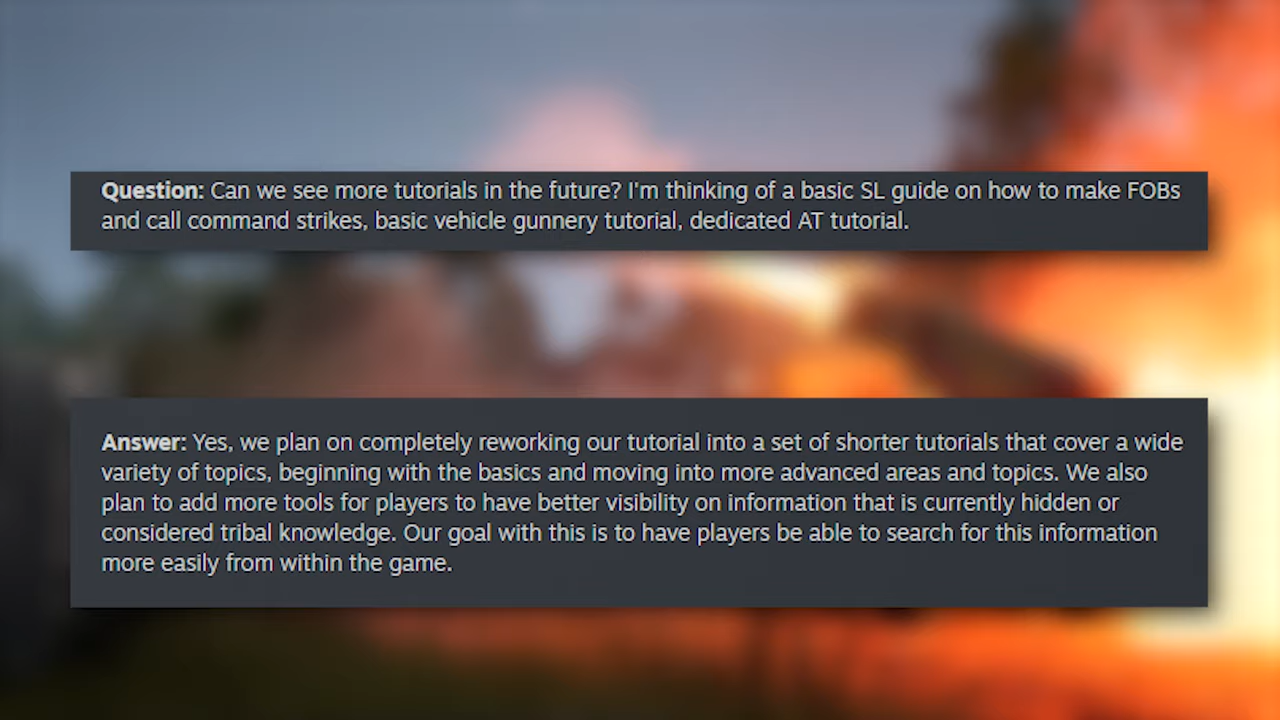 Question: Can we see more tutorials in the future? I'm thinking of a basic SL guide on how to make FOBs
and call command strikes, basic vehicle gunnery tutorial, dedicated AT tutorial.
Answer: Yes, we plan on completely reworking our tutorial into a set of shorter tutorials that cover a wide
variety of topics, beginning with the basics and moving into more advanced areas and topics. We also
plan to add more tools for players to have better visibility on information that is currently hidden or
considered tribal knowledge. Our goal with this is to have players be able to search for this information
more easily from within the game.